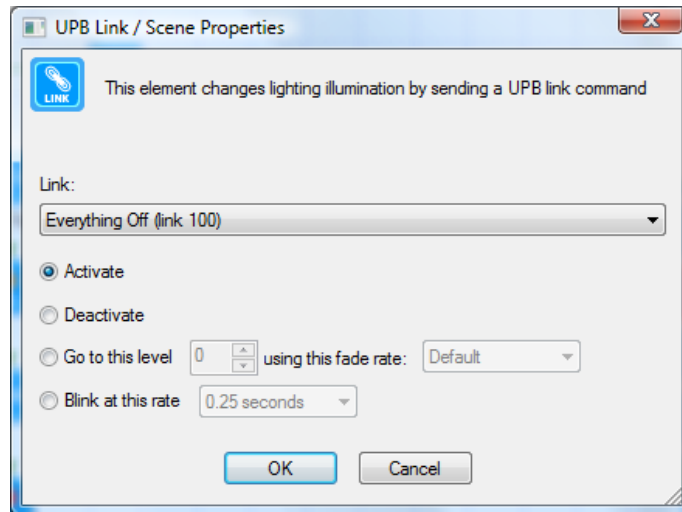 UPB Link / Scene Properties
LINK
This element changes lighting illumination by sending a UPB link command
Link:
Everything Off (link 100)
Activate
Deactivate
Go to this level 0 using this fade rate: Default
Blink at this rate 0.25 seconds
OK Cancel